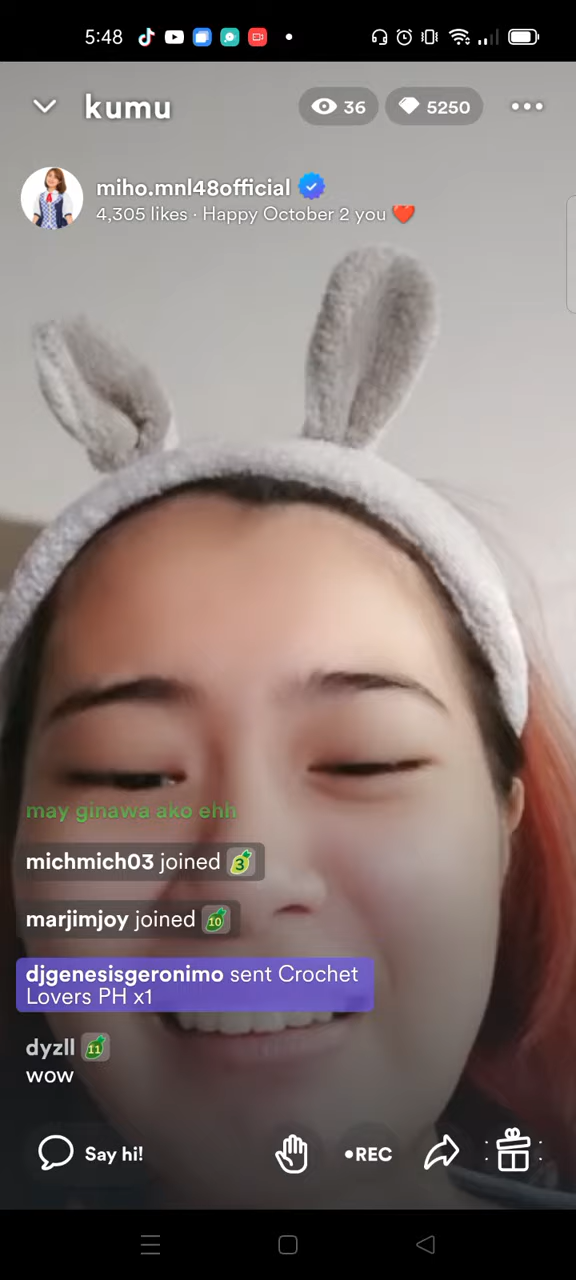 5:48
kumu
36
5250
miho.mnl48official
4,305 likes · Happy October 2 you ❤️
may ginawa ako ehh
michmich03 joined 3
marjimjoy joined 10
djgenesisgeronimo sent Crochet
Lovers PH x1
dyzll 11
wow
Say hi!
•REC